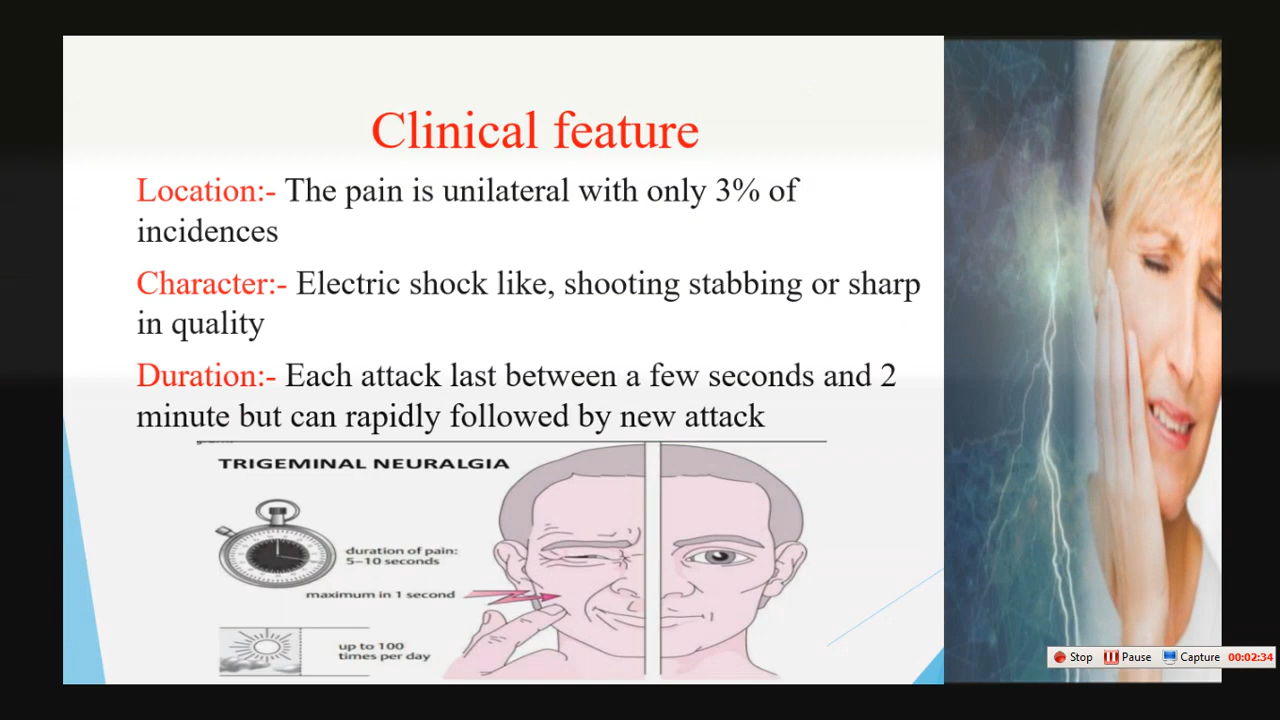 Clinical feature
Location:- The pain is unilateral with only 3% of
incidences
Character:- Electric shock like, shooting stabbing or sharp
in quality
Duration:- Each attack last between a few seconds and 2
minute but can rapidly followed by new attack
TRIGEMINAL NEURALGIA
duration of pain:
5–10 seconds
maximum in 1 second
up to 100
times per day
Stop Pause Capture 00:02:34